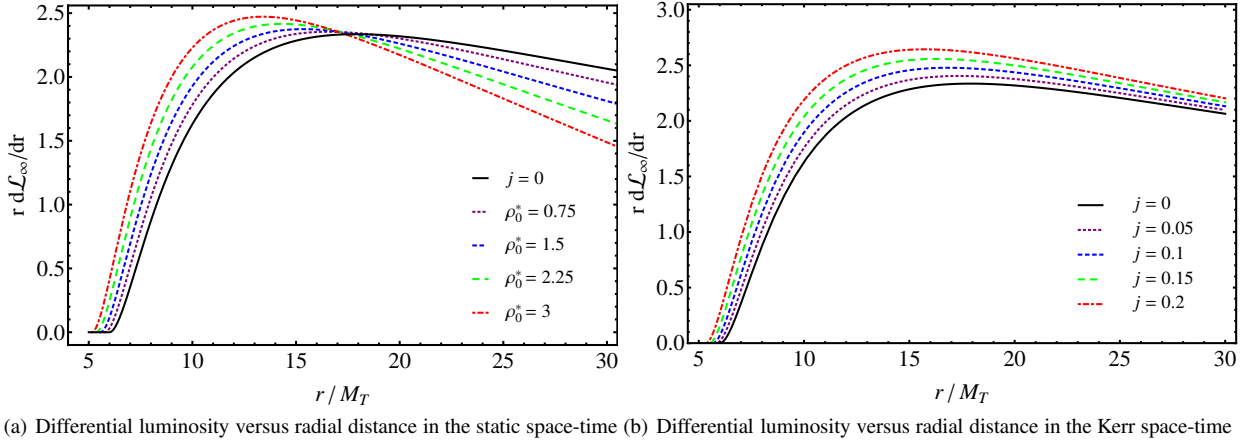 2.5
2.0
1.5
1.0
0.5
0.0
r dℒ∞/dr
j = 0
ρ₀* = 0.75
ρ₀* = 1.5
ρ₀* = 2.25
ρ₀* = 3
5 10 15 20 25 30
r / M_T
3.0
2.5
2.0
1.5
1.0
0.5
0.0
r dℒ∞/dr
j = 0
j = 0.05
j = 0.1
j = 0.15
j = 0.2
5 10 15 20 25 30
r / M_T
(a) Differential luminosity versus radial distance in the static space-time
(b) Differential luminosity versus radial distance in the Kerr space-time